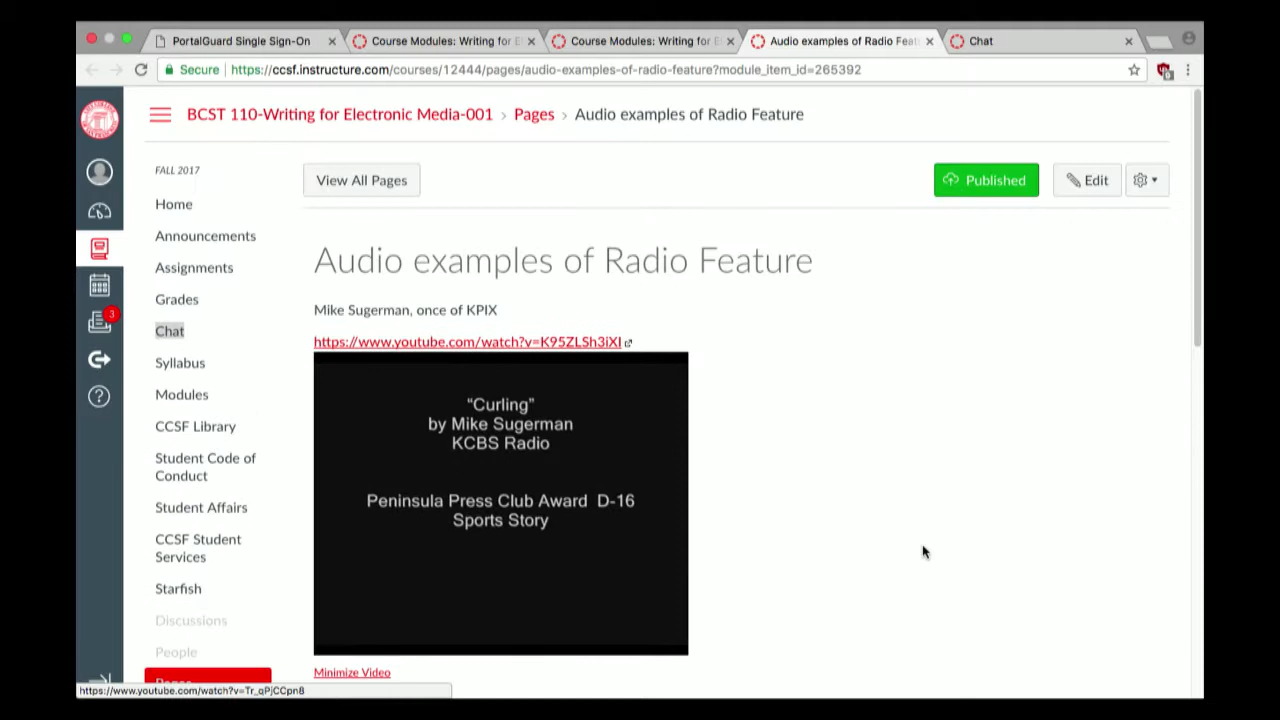 PortalGuard Single Sign-On
Course Modules: Writing for E
Course Modules: Writing for E
Audio examples of Radio Feat
Chat
Secure
https://ccsf.instructure.com/courses/12444/pages/audio-examples-of-radio-feature?module_item_id=265392
BCST 110-Writing for Electronic Media-001 › Pages › Audio examples of Radio Feature
FALL 2017
Home
Announcements
Assignments
Grades
Chat
Syllabus
Modules
CCSF Library
Student Code of
Conduct
Student Affairs
CCSF Student
Services
Starfish
Discussions
People
Pages
3
View All Pages
Published
Edit
Audio examples of Radio Feature
Mike Sugerman, once of KPIX
https://www.youtube.com/watch?v=K95ZLSh3iXI
“Curling”
by Mike Sugerman
KCBS Radio
Peninsula Press Club Award D-16
Sports Story
Minimize Video
https://www.youtube.com/watch?v=Tr_qPjCCpn8